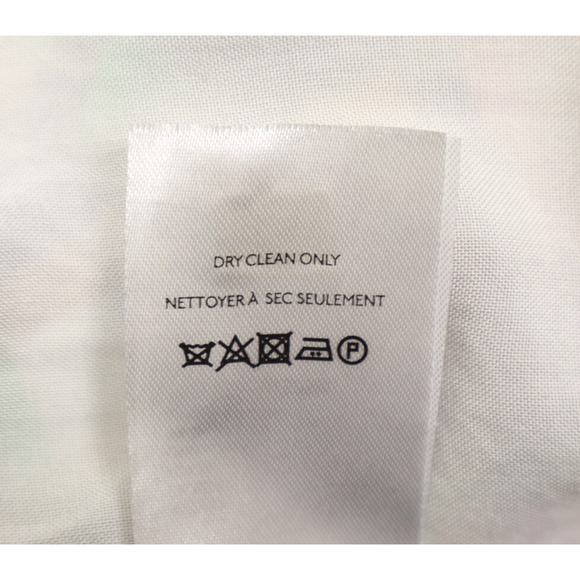 DRY CLEAN ONLY
NETTOYER À SEC SEULEMENT
P